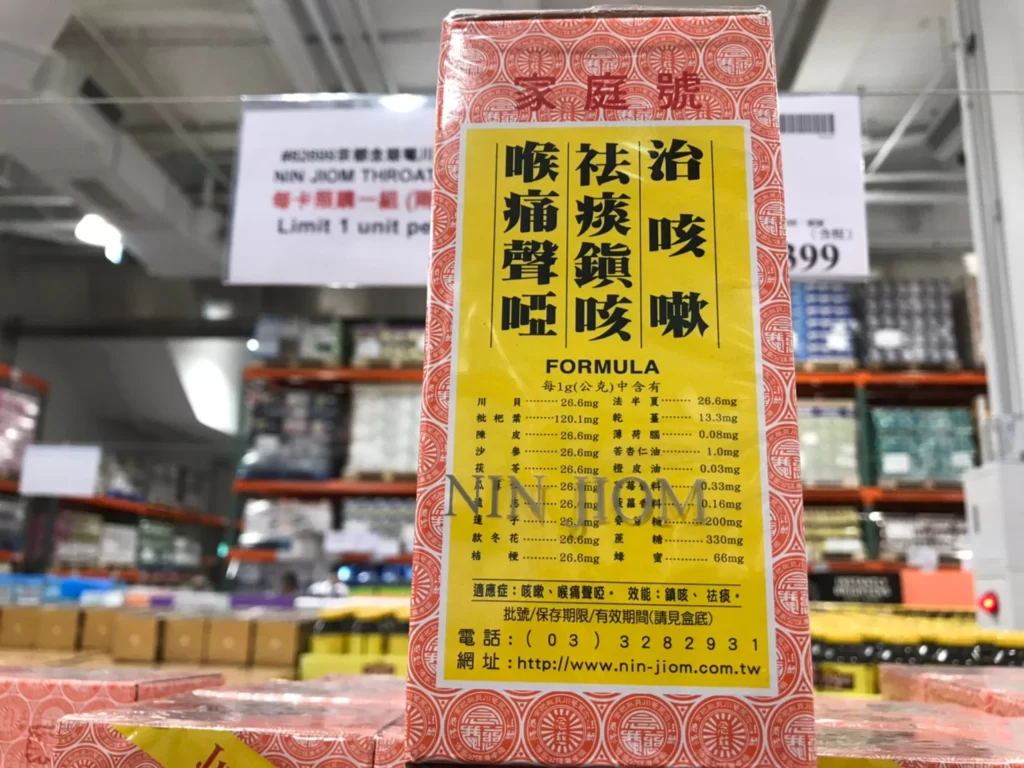 家庭號
治咳嗽
祛痰鎮咳
喉痛聲啞
FORMULA
每1g(公克)中含有
川貝 26.6mg 法半夏 26.6mg
枇杷葉 120.1mg 乾薑 13.3mg
陳皮 26.6mg 薄荷腦 0.08mg
沙參 26.6mg 苦杏仁油 1.0mg
茯苓 26.6mg 橙皮油 0.03mg
0.33mg
0.16mg
200mg
款冬花 26.6mg 蔗糖 330mg
桔梗 26.6mg 蜂蜜 66mg
NIN JIOM
適應症:咳嗽、喉痛聲啞。 效能:鎮咳、祛痰。
批號/保存期限/有效期間(請見盒底)
電話:(03)3282931
網址:http://www.nin-jiom.com.tw
NIN JIOM THROAT
Limit 1 unit pe
399